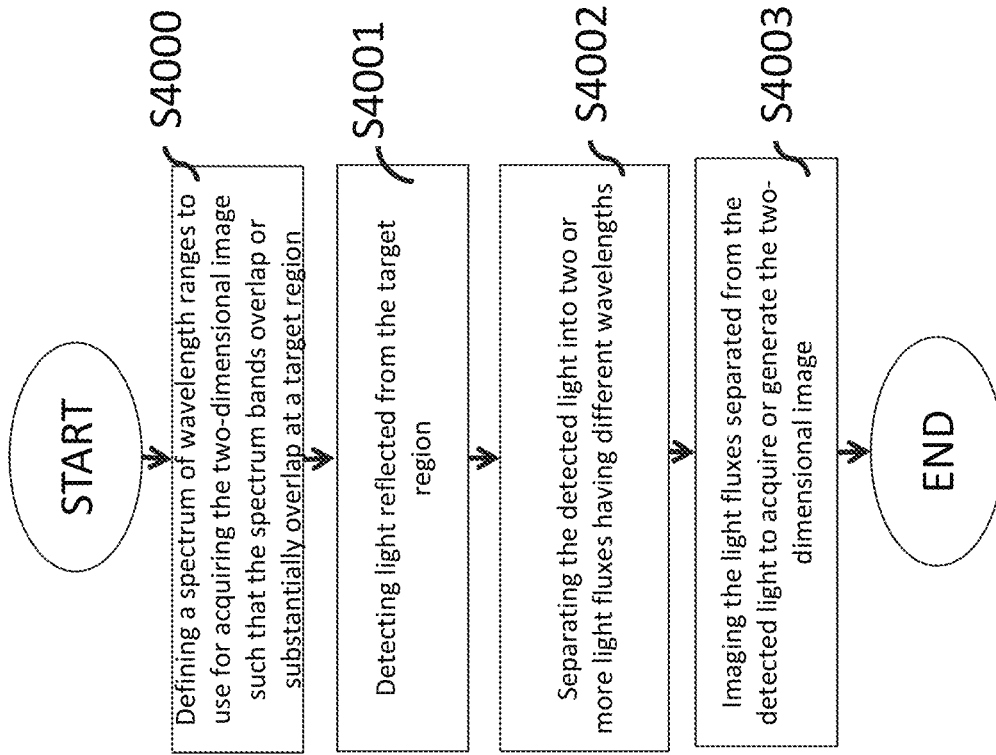 START
Defining a spectrum of wavelength ranges to
use for acquiring the two-dimensional image
such that the spectrum bands overlap or
substantially overlap at a target region
S4000
Detecting light reflected from the target
region
S4001
Separating the detected light into two or
more light fluxes having different wavelengths
S4002
Imaging the light fluxes separated from the
detected light to acquire or generate the two-
dimensional image
S4003
END